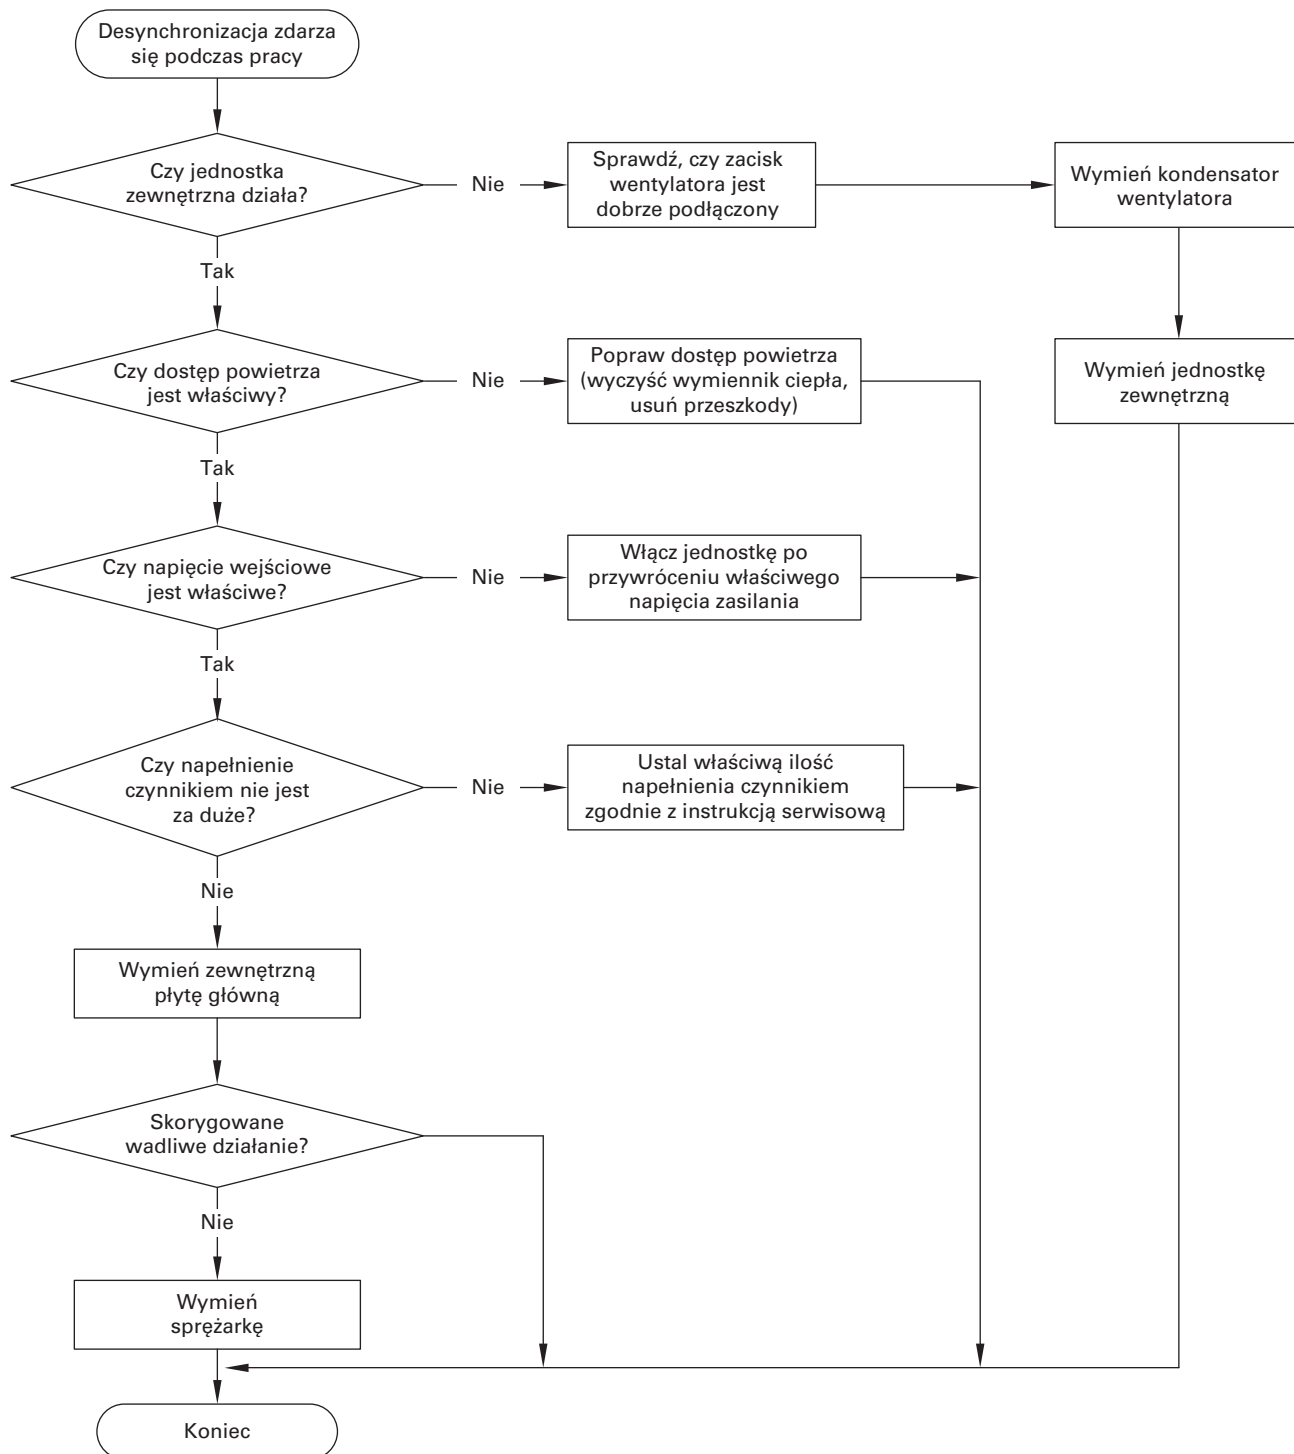 Desynchronizacja zdarza
się podczas pracy
Czy jednostka
zewnętrzna działa?
Nie
Sprawdź, czy zacisk
wentylatora jest
dobrze podłączony
Wymień kondensator
wentylatora
Tak
Czy dostęp powietrza
jest właściwy?
Nie
Popraw dostęp powietrza
(wyczyść wymiennik ciepła,
usuń przeszkody)
Wymień jednostkę
zewnętrzną
Tak
Czy napięcie wejściowe
jest właściwe?
Nie
Włącz jednostkę po
przywróceniu właściwego
napięcia zasilania
Tak
Czy napełnienie
czynnikiem nie jest
za duże?
Nie
Ustal właściwą ilość
napełnienia czynnikiem
zgodnie z instrukcją serwisową
Nie
Wymień zewnętrzną
płytę główną
Skorygowane
wadliwe działanie?
Nie
Wymień
sprężarkę
Koniec